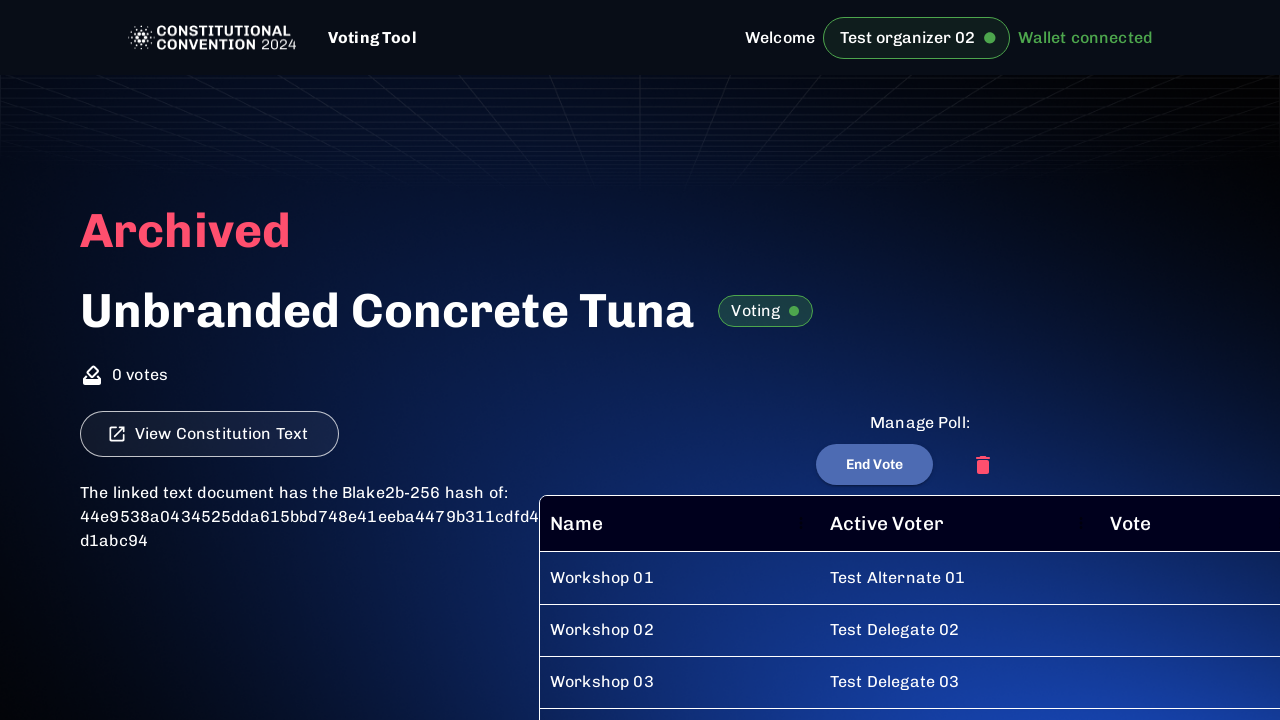 CONSTITUTIONAL
CONVENTION 2024
Voting Tool
Welcome
Test organizer 02
Wallet connected
Archived
Unbranded Concrete Tuna
Voting
0 votes
View Constitution Text
The linked text document has the Blake2b-256 hash of:
44e9538a0434525dda615bbd748e41eeba4479b311cdfd4
d1abc94
Manage Poll:
End Vote
Name Active Voter Vote
Workshop 01 Test Alternate 01
Workshop 02 Test Delegate 02
Workshop 03 Test Delegate 03